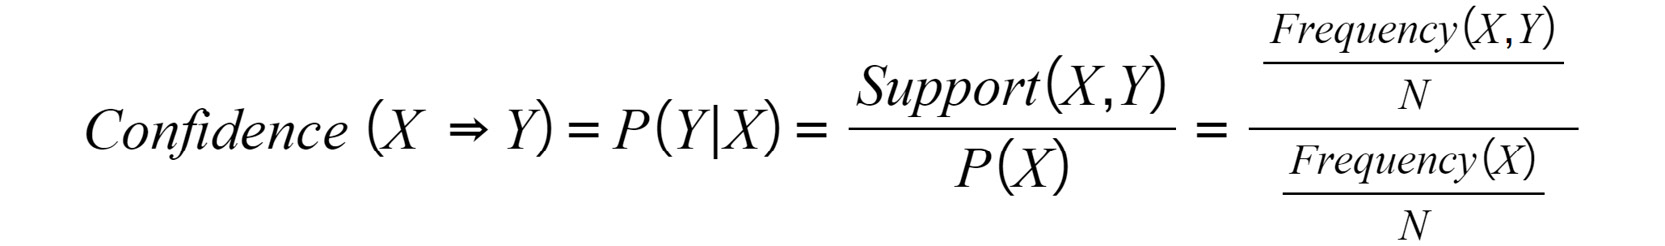 Confidence (X ⇒ Y) = P(Y|X) = Support(X,Y) / P(X) = (Frequency(X,Y) / N) / (Frequency(X) / N)